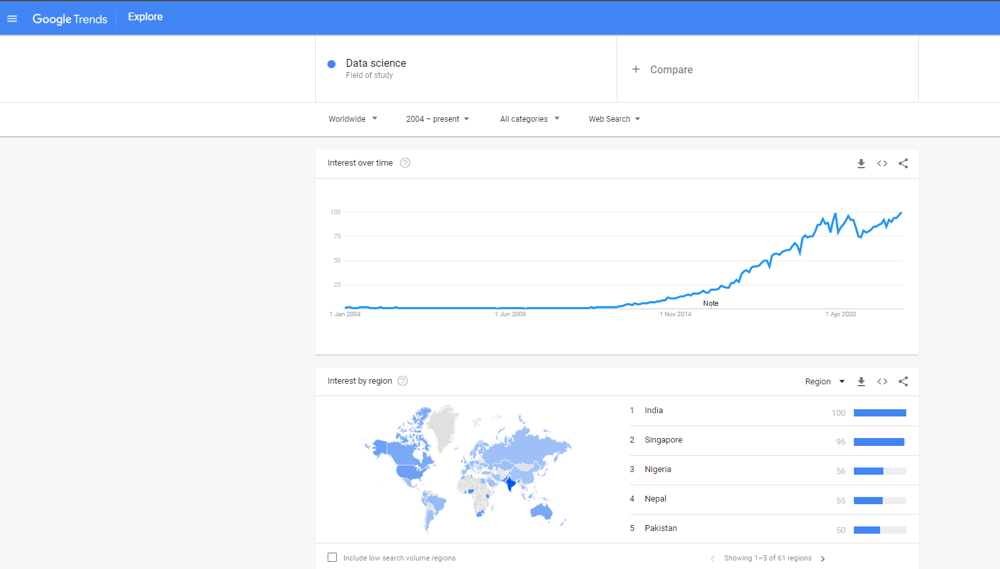 Google Trends Explore
Data science
Field of study
+ Compare
Worldwide 2004 – present All categories Web Search
Interest over time ?
100
75
50
25
Note
1 Jan 2004 1 Jun 2009 1 Nov 2014 1 Apr 2020
Interest by region ? Region
1 India 100
2 Singapore 96
3 Nigeria 56
4 Nepal 55
5 Pakistan 50
Include low search volume regions Showing 1–5 of 61 regions